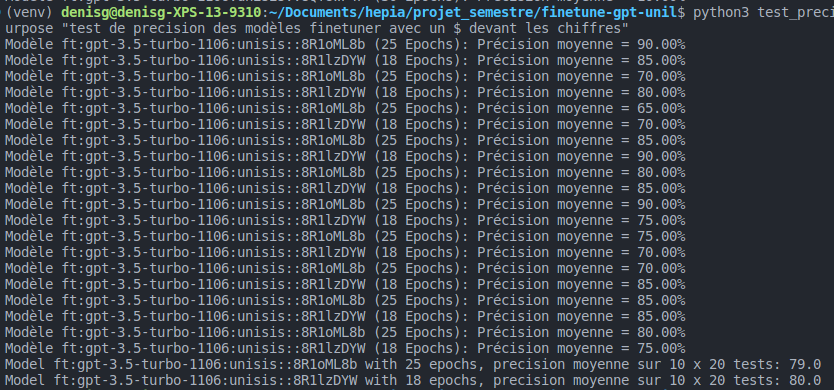 (venv) denisg@denisg-XPS-13-9310:~/Documents/hepia/projet_semestre/finetune-gpt-unil$ python3 test_preci
urpose "test de precision des modèles finetuner avec un $ devant les chiffres"
Modèle ft:gpt-3.5-turbo-1106:unisis::8R1oML8b (25 Epochs): Précision moyenne = 90.00%
Modèle ft:gpt-3.5-turbo-1106:unisis::8R1lzDYW (18 Epochs): Précision moyenne = 85.00%
Modèle ft:gpt-3.5-turbo-1106:unisis::8R1oML8b (25 Epochs): Précision moyenne = 70.00%
Modèle ft:gpt-3.5-turbo-1106:unisis::8R1lzDYW (18 Epochs): Précision moyenne = 80.00%
Modèle ft:gpt-3.5-turbo-1106:unisis::8R1oML8b (25 Epochs): Précision moyenne = 65.00%
Modèle ft:gpt-3.5-turbo-1106:unisis::8R1lzDYW (18 Epochs): Précision moyenne = 70.00%
Modèle ft:gpt-3.5-turbo-1106:unisis::8R1oML8b (25 Epochs): Précision moyenne = 85.00%
Modèle ft:gpt-3.5-turbo-1106:unisis::8R1lzDYW (18 Epochs): Précision moyenne = 90.00%
Modèle ft:gpt-3.5-turbo-1106:unisis::8R1oML8b (25 Epochs): Précision moyenne = 80.00%
Modèle ft:gpt-3.5-turbo-1106:unisis::8R1lzDYW (18 Epochs): Précision moyenne = 85.00%
Modèle ft:gpt-3.5-turbo-1106:unisis::8R1oML8b (25 Epochs): Précision moyenne = 90.00%
Modèle ft:gpt-3.5-turbo-1106:unisis::8R1lzDYW (18 Epochs): Précision moyenne = 75.00%
Modèle ft:gpt-3.5-turbo-1106:unisis::8R1oML8b (25 Epochs): Précision moyenne = 75.00%
Modèle ft:gpt-3.5-turbo-1106:unisis::8R1lzDYW (18 Epochs): Précision moyenne = 70.00%
Modèle ft:gpt-3.5-turbo-1106:unisis::8R1oML8b (25 Epochs): Précision moyenne = 70.00%
Modèle ft:gpt-3.5-turbo-1106:unisis::8R1lzDYW (18 Epochs): Précision moyenne = 85.00%
Modèle ft:gpt-3.5-turbo-1106:unisis::8R1oML8b (25 Epochs): Précision moyenne = 85.00%
Modèle ft:gpt-3.5-turbo-1106:unisis::8R1lzDYW (18 Epochs): Précision moyenne = 85.00%
Modèle ft:gpt-3.5-turbo-1106:unisis::8R1oML8b (25 Epochs): Précision moyenne = 80.00%
Modèle ft:gpt-3.5-turbo-1106:unisis::8R1lzDYW (18 Epochs): Précision moyenne = 75.00%
Model ft:gpt-3.5-turbo-1106:unisis::8R1oML8b with 25 epochs, precision moyenne sur 10 x 20 tests: 79.0
Model ft:gpt-3.5-turbo-1106:unisis::8R1lzDYW with 18 epochs, precision moyenne sur 10 x 20 tests: 80.0